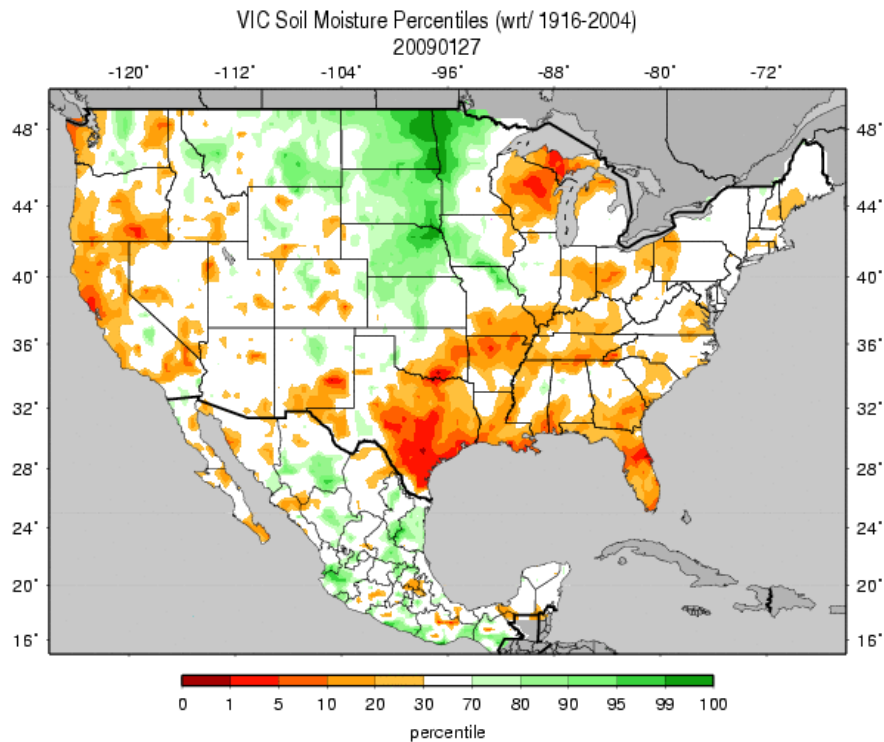 VIC Soil Moisture Percentiles (wrt/ 1916-2004)
20090127
-120˚ -112˚ -104˚ -96˚ -88˚ -80˚ -72˚
48˚ 48˚
44˚ 44˚
40˚ 40˚
36˚ 36˚
32˚ 32˚
28˚ 28˚
24˚ 24˚
20˚ 20˚
16˚ 16˚
0 1 5 10 20 30 70 80 90 95 99 100
percentile